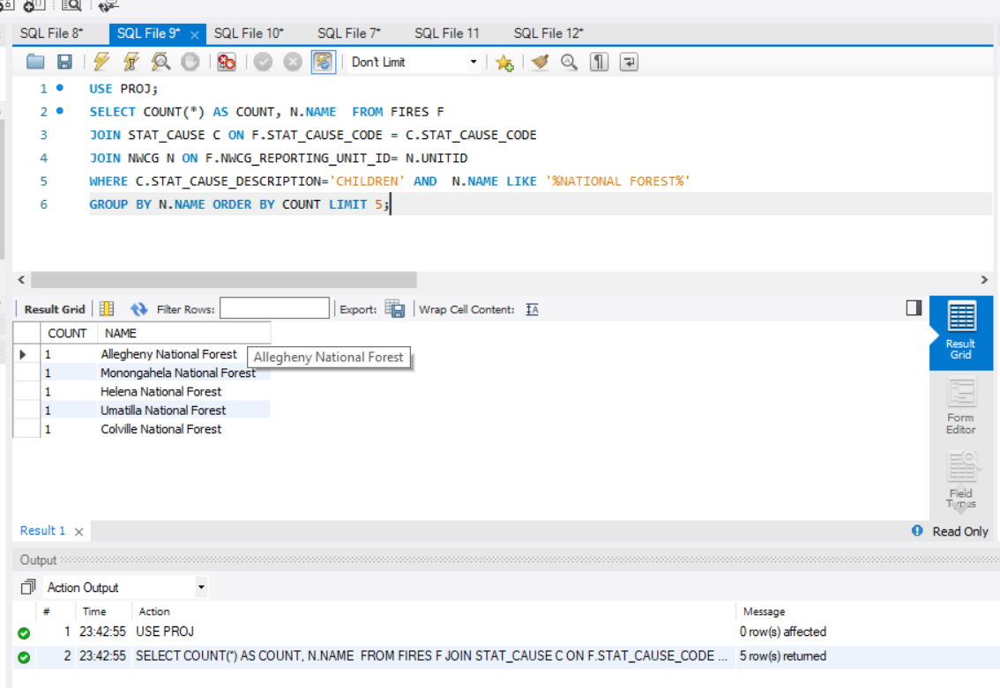 SQL File 8* SQL File 9* SQL File 10* SQL File 7* SQL File 11 SQL File 12*
Don't Limit
1 USE PROJ;
2 SELECT COUNT(*) AS COUNT, N.NAME  FROM FIRES F
3 JOIN STAT_CAUSE C ON F.STAT_CAUSE_CODE = C.STAT_CAUSE_CODE
4 JOIN NWCG N ON F.NWCG_REPORTING_UNIT_ID= N.UNITID
5 WHERE C.STAT_CAUSE_DESCRIPTION='CHILDREN' AND  N.NAME LIKE '%NATIONAL FOREST%'
6 GROUP BY N.NAME ORDER BY COUNT LIMIT 5;
Result Grid Filter Rows: Export: Wrap Cell Content:
COUNT NAME
1 Allegheny National Forest Allegheny National Forest
1 Monongahela National Forest
1 Helena National Forest
1 Umatilla National Forest
1 Colville National Forest
Result
Grid
Form
Editor
Field
Types
Result 1 Read Only
Output
Action Output
# Time Action Message
1 23:42:55 USE PROJ 0 row(s) affected
2 23:42:55 SELECT COUNT(*) AS COUNT, N.NAME  FROM FIRES F JOIN STAT_CAUSE C ON F.STAT_CAUSE_CODE ... 5 row(s) returned